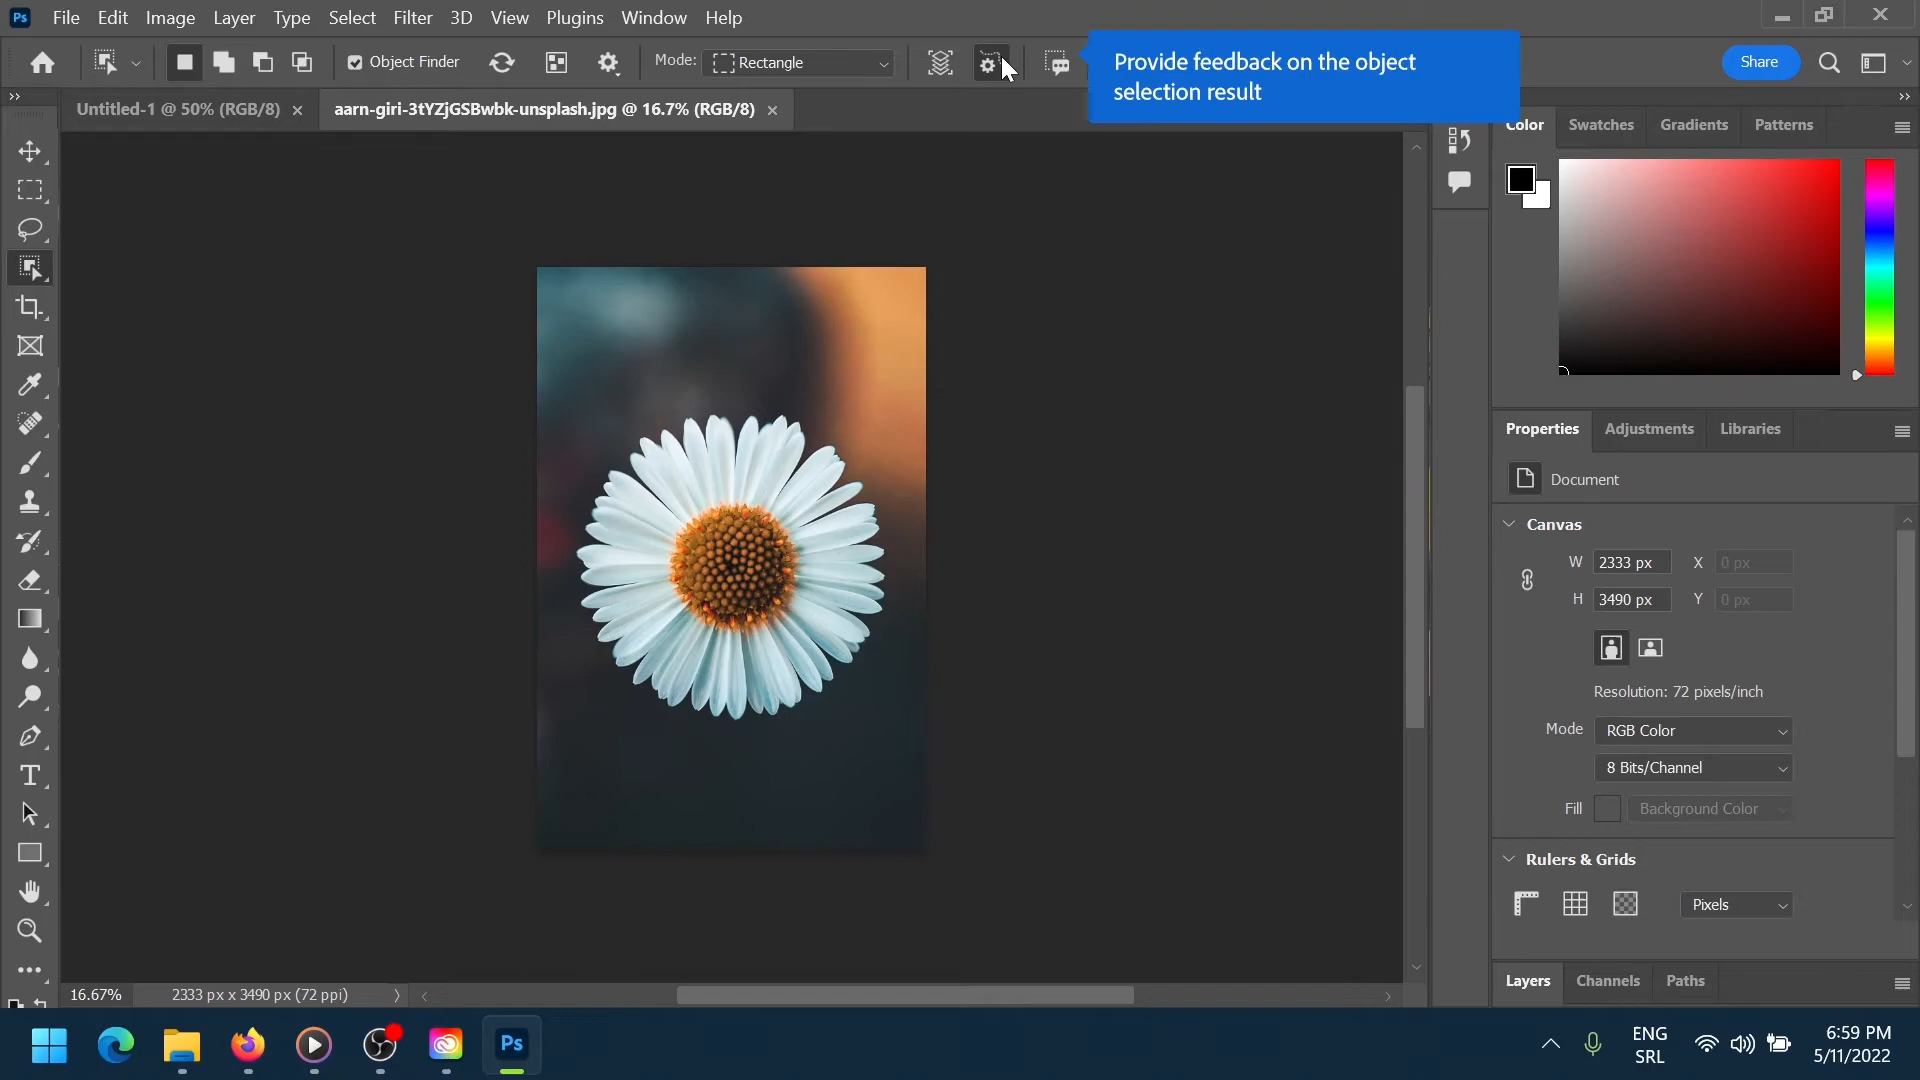 Ps File Edit Image Layer Type Select Filter 3D View Plugins Window Help
Object Finder Mode: Rectangle Share
Provide feedback on the object
selection result
Untitled-1 @ 50% (RGB/8) × aarn-giri-3tYZjGSBwbk-unsplash.jpg @ 16.7% (RGB/8) ×
Color Swatches Gradients Patterns
Properties Adjustments Libraries
Document
Canvas
W 2333 px X 0 px
H 3490 px Y 0 px
Resolution: 72 pixels/inch
Mode RGB Color
8 Bits/Channel
Fill Background Color
Rulers & Grids
Pixels
Layers Channels Paths
16.67% 2333 px x 3490 px (72 ppi)
Ps
ENG
SRL
6:59 PM
5/11/2022